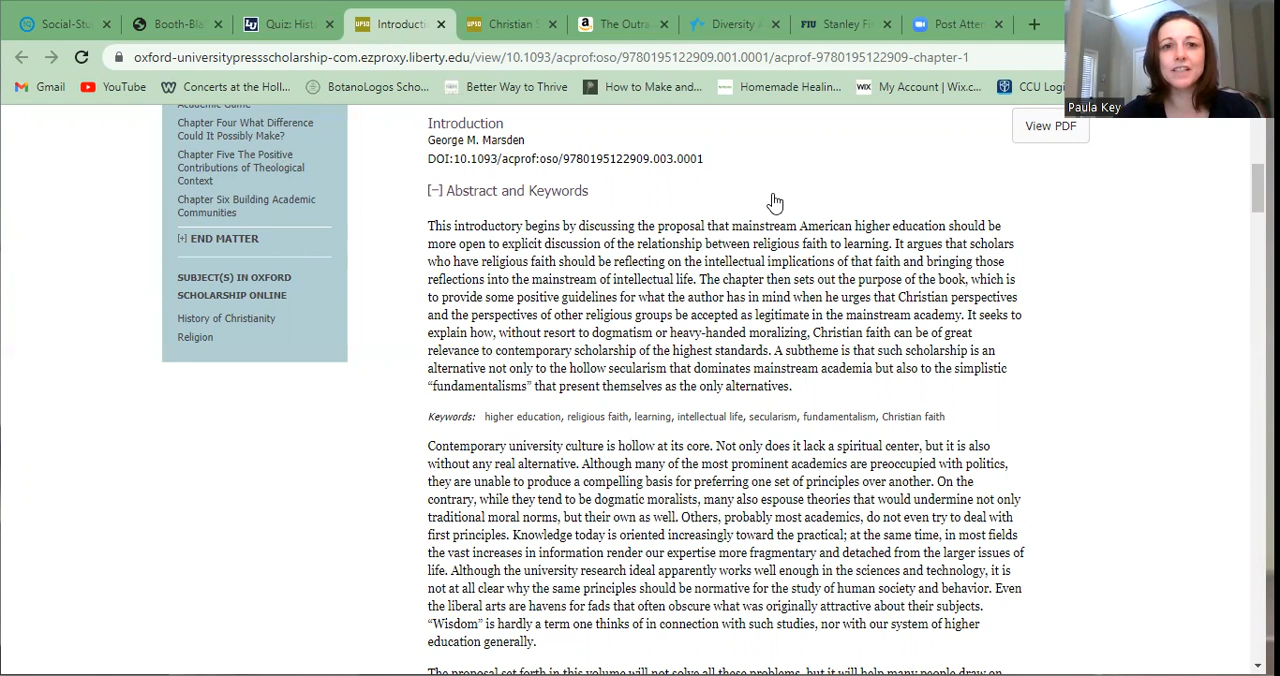 Social-Stu
Booth-Bla
Quiz: Hist
Introducti
Christian S
The Outra
Diversity A
Stanley Fi
Post Atter
oxford-universitypressscholarship-com.ezproxy.liberty.edu/view/10.1093/acprof:oso/9780195122909.001.0001/acprof-9780195122909-chapter-1
Gmail
YouTube
Concerts at the Holl...
BotanoLogos Scho...
Better Way to Thrive
How to Make and...
Homemade Healin...
My Account | Wix.c...
CCU Logi
Paula Key
Chapter Four What Difference
Could It Possibly Make?
Chapter Five The Positive
Contributions of Theological
Context
Chapter Six Building Academic
Communities
[+] END MATTER
SUBJECT(S) IN OXFORD
SCHOLARSHIP ONLINE
History of Christianity
Religion
Introduction
George M. Marsden
DOI:10.1093/acprof:oso/9780195122909.003.0001
View PDF
[–] Abstract and Keywords
This introductory begins by discussing the proposal that mainstream American higher education should be
more open to explicit discussion of the relationship between religious faith to learning. It argues that scholars
who have religious faith should be reflecting on the intellectual implications of that faith and bringing those
reflections into the mainstream of intellectual life. The chapter then sets out the purpose of the book, which is
to provide some positive guidelines for what the author has in mind when he urges that Christian perspectives
and the perspectives of other religious groups be accepted as legitimate in the mainstream academy. It seeks to
explain how, without resort to dogmatism or heavy-handed moralizing, Christian faith can be of great
relevance to contemporary scholarship of the highest standards. A subtheme is that such scholarship is an
alternative not only to the hollow secularism that dominates mainstream academia but also to the simplistic
“fundamentalisms” that present themselves as the only alternatives.
Keywords: higher education, religious faith, learning, intellectual life, secularism, fundamentalism, Christian faith
Contemporary university culture is hollow at its core. Not only does it lack a spiritual center, but it is also
without any real alternative. Although many of the most prominent academics are preoccupied with politics,
they are unable to produce a compelling basis for preferring one set of principles over another. On the
contrary, while they tend to be dogmatic moralists, many also espouse theories that would undermine not only
traditional moral norms, but their own as well. Others, probably most academics, do not even try to deal with
first principles. Knowledge today is oriented increasingly toward the practical; at the same time, in most fields
the vast increases in information render our expertise more fragmentary and detached from the larger issues of
life. Although the university research ideal apparently works well enough in the sciences and technology, it is
not at all clear why the same principles should be normative for the study of human society and behavior. Even
the liberal arts are havens for fads that often obscure what was originally attractive about their subjects.
“Wisdom” is hardly a term one thinks of in connection with such studies, nor with our system of higher
education generally.
The proposal set forth in this volume will not solve all these problems, but it will help many people draw on